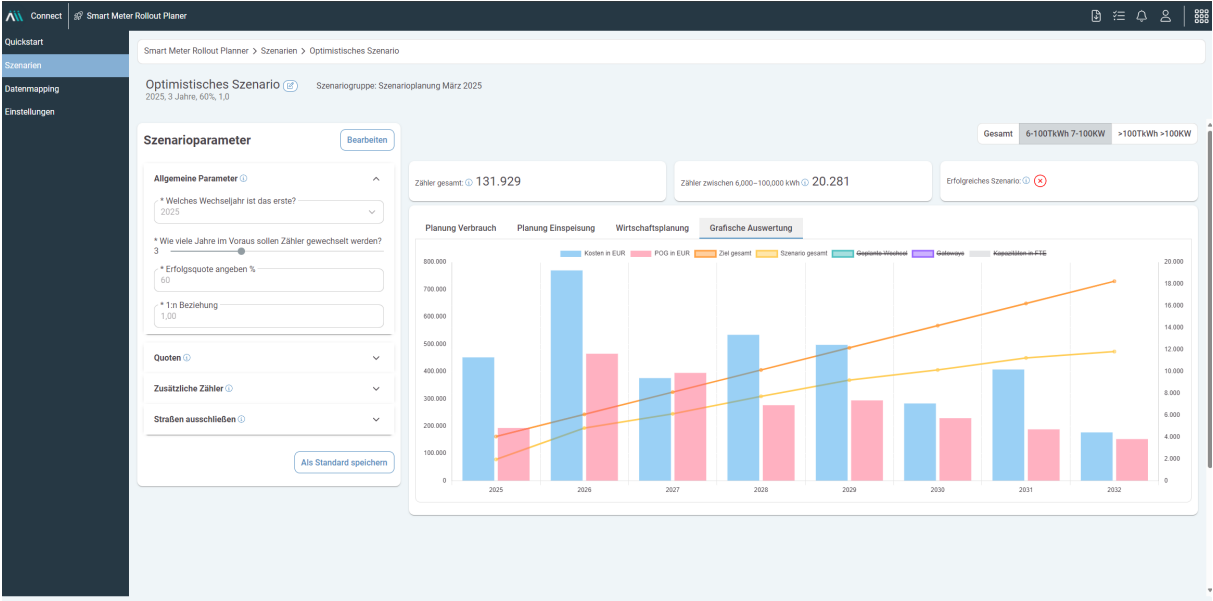 Connect
Smart Meter Rollout Planer
Quickstart
Szenarien
Datenmapping
Einstellungen
Smart Meter Rollout Planner > Szenarien > Optimistisches Szenario
Optimistisches Szenario
Szenariogruppe: Szenarioplanung März 2025
2025, 3 Jahre, 60%, 1,0
Szenarioparameter
Bearbeiten
Allgemeine Parameter
* Welches Wechseljahr ist das erste?
2025
* Wie viele Jahre im Voraus sollen Zähler gewechselt werden?
3
* Erfolgsquote angeben %
60
* 1:n Beziehung
1,00
Quoten
Zusätzliche Zähler
Straßen ausschließen
Als Standard speichern
Gesamt
6-100TkWh 7-100KW
>100TkWh >100KW
Zähler gesamt: 131.929
Zähler zwischen 6,000–100,000 kWh 20.281
Erfolgreiches Szenario:
Planung Verbrauch
Planung Einspeisung
Wirtschaftsplanung
Grafische Auswertung
Kosten in EUR
POG in EUR
Ziel gesamt
Szenario gesamt
Geplante Wechsel
Gateways
Kapazitäten in FTE
800.000
700.000
600.000
500.000
400.000
300.000
200.000
100.000
0
20.000
18.000
16.000
14.000
12.000
10.000
8.000
6.000
4.000
2.000
0
2025
2026
2027
2028
2029
2030
2031
2032